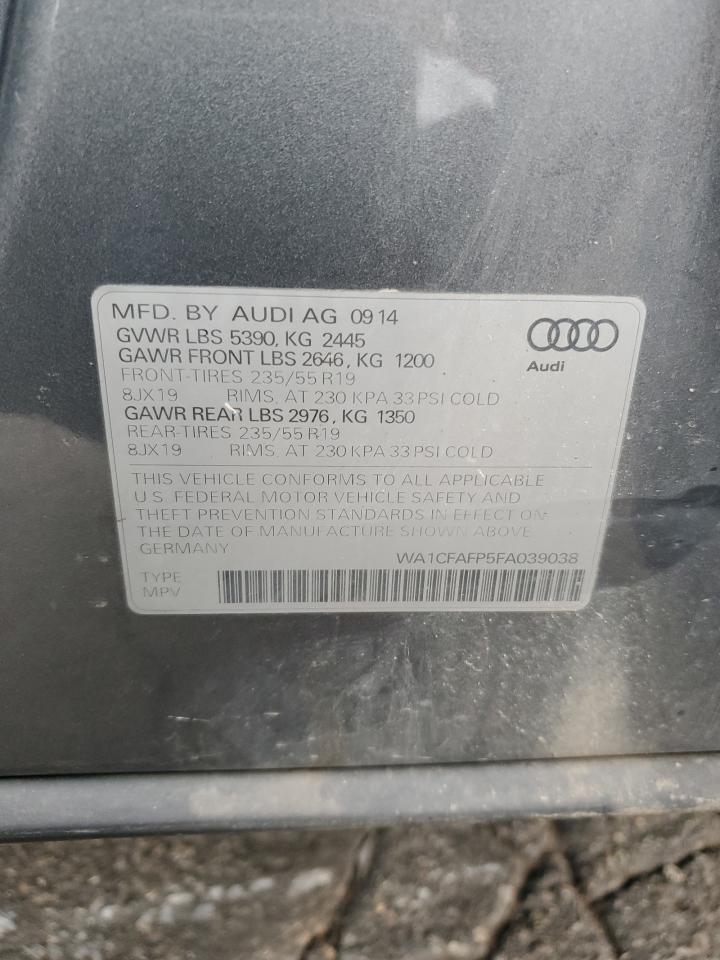 MFD. BY AUDI AG 09 14
GVWR LBS 5390, KG 2445
GAWR FRONT LBS 2646, KG 1200
FRONT-TIRES 235/55 R19
8JX19 RIMS, AT 230 KPA 33 PSI COLD
GAWR REAR LBS 2976, KG 1350
REAR-TIRES 235/55 R19
8JX19 RIMS, AT 230 KPA 33 PSI COLD
Audi
THIS VEHICLE CONFORMS TO ALL APPLICABLE
U.S. FEDERAL MOTOR VEHICLE SAFETY AND
THEFT PREVENTION STANDARDS IN EFFECT ON
THE DATE OF MANUFACTURE SHOWN ABOVE
GERMANY WA1CFAFP5FA039038
TYPE
MPV